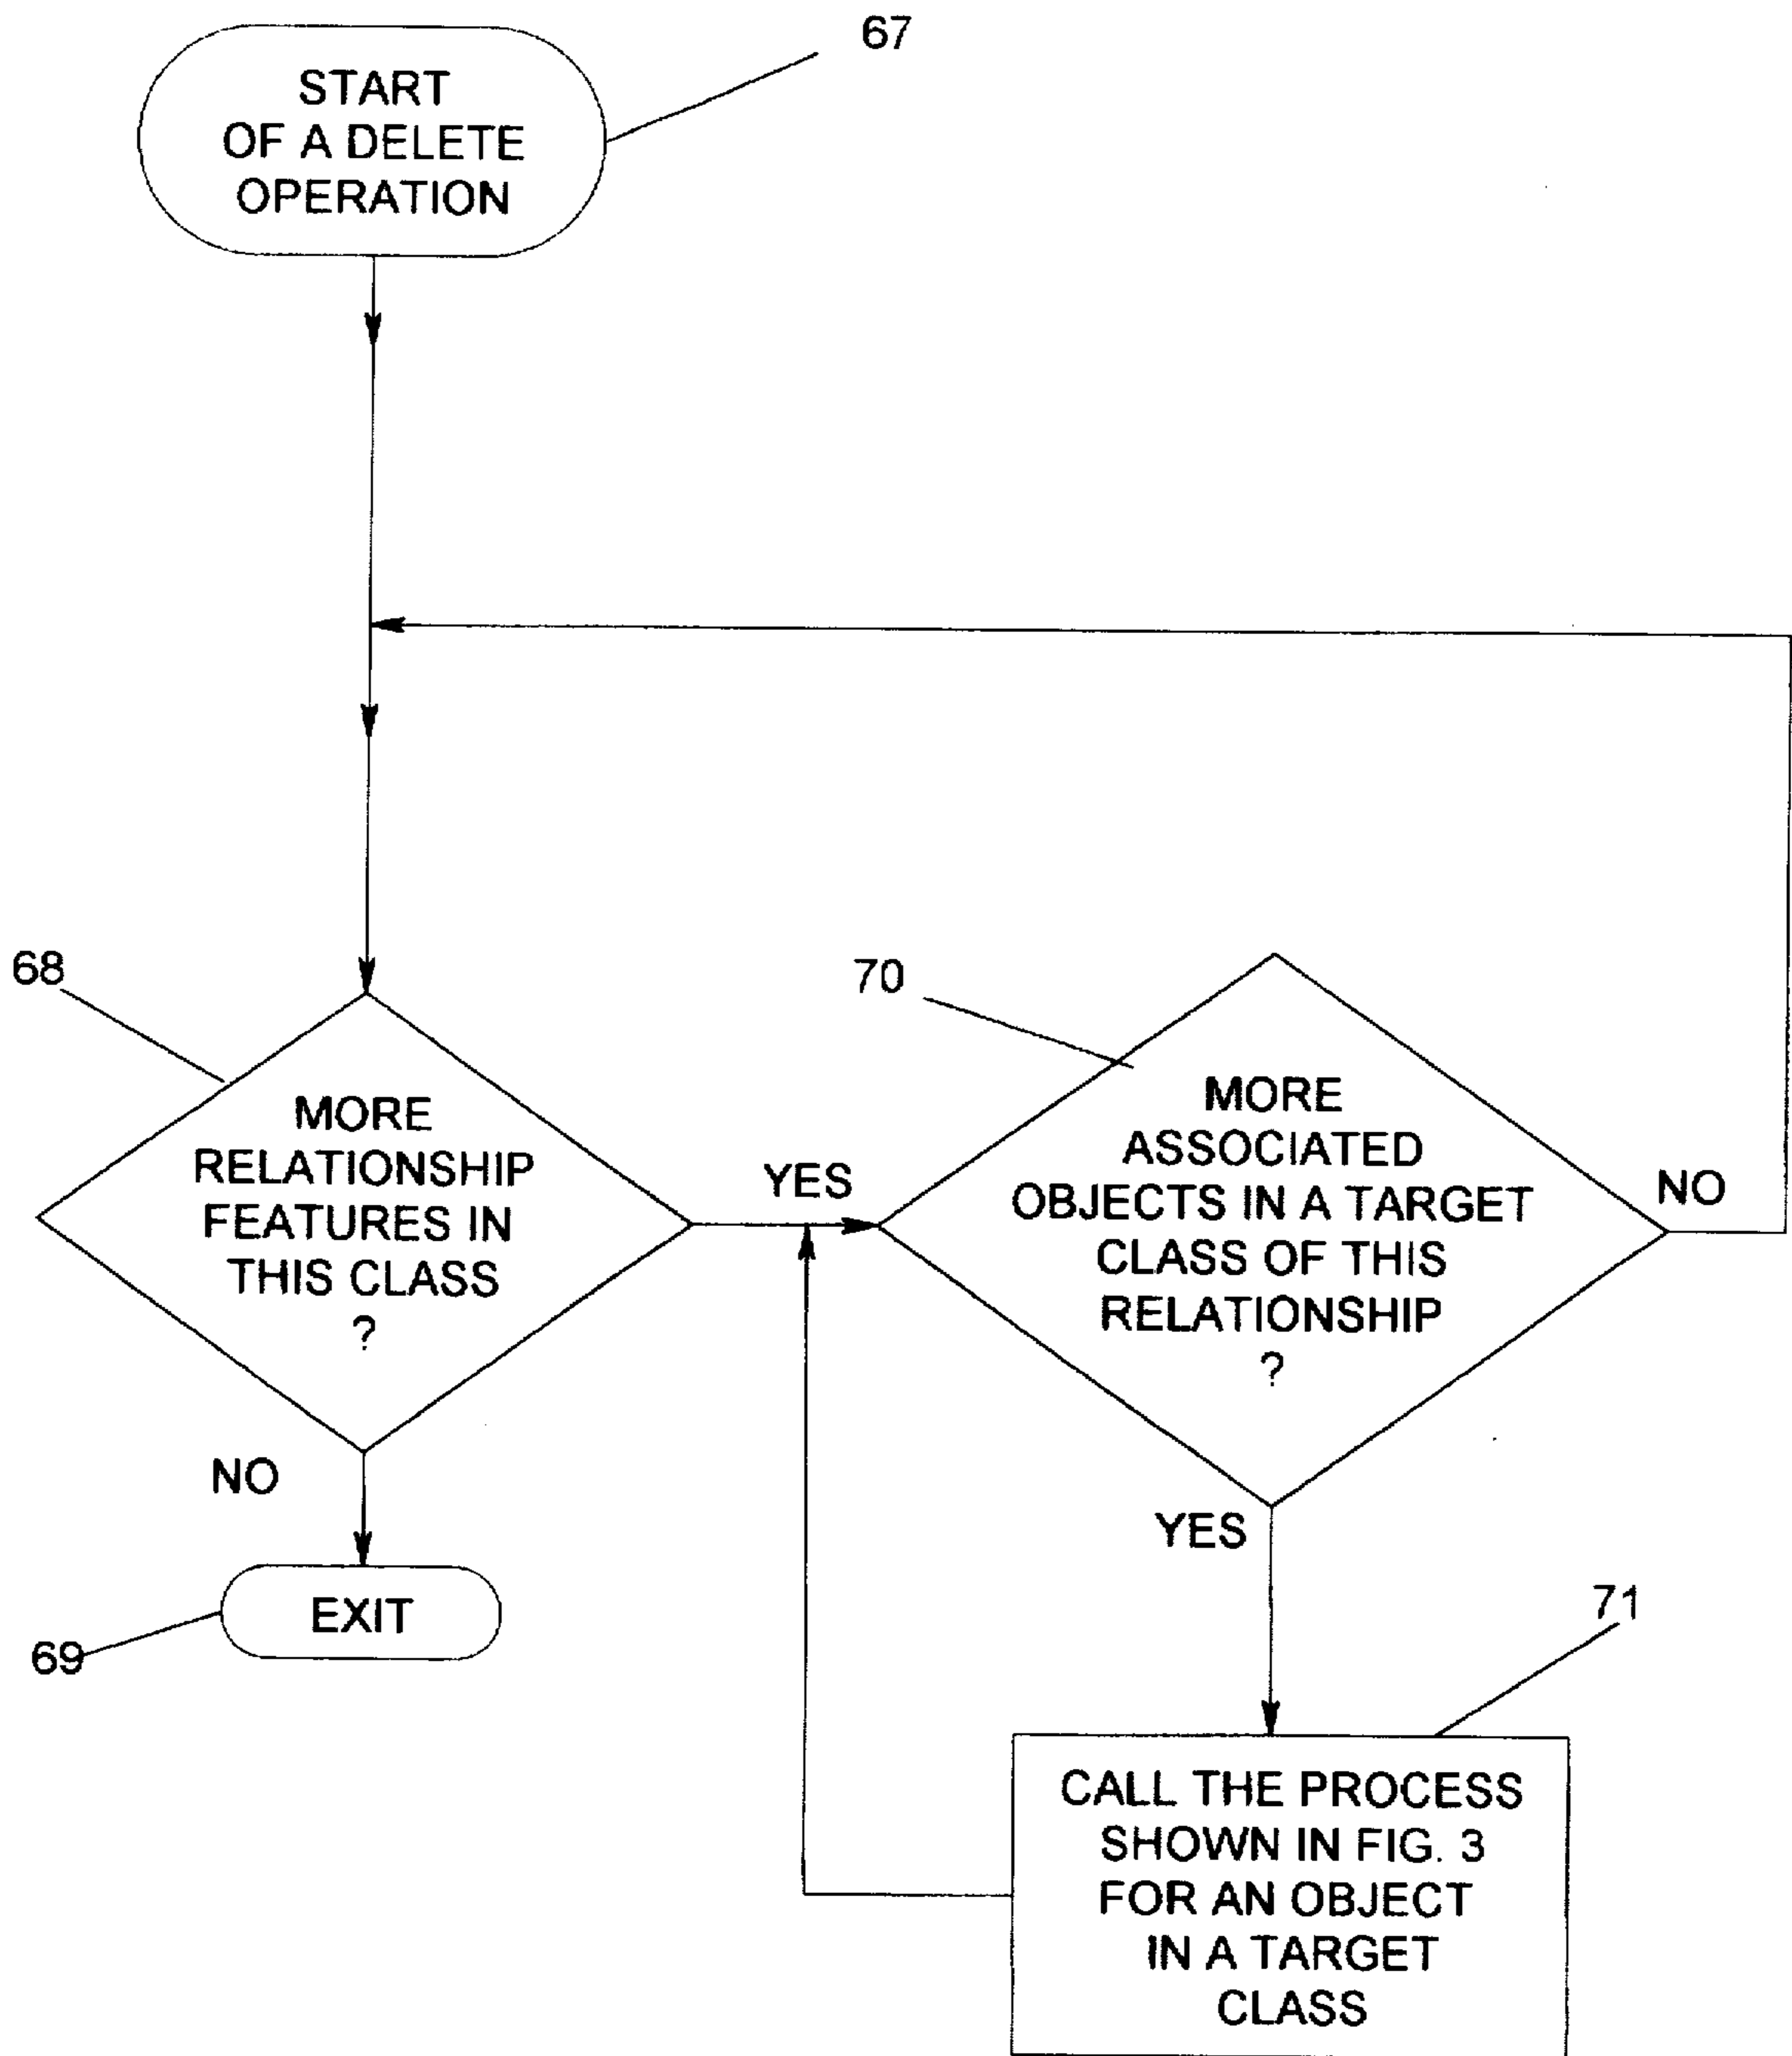 67
START
OF A DELETE
OPERATION
68
MORE
RELATIONSHIP
FEATURES IN
THIS CLASS
?
YES
NO
EXIT
69
70
MORE
ASSOCIATED
OBJECTS IN A TARGET
CLASS OF THIS
RELATIONSHIP
?
NO
YES
71
CALL THE PROCESS
SHOWN IN FIG. 3
FOR AN OBJECT
IN A TARGET
CLASS